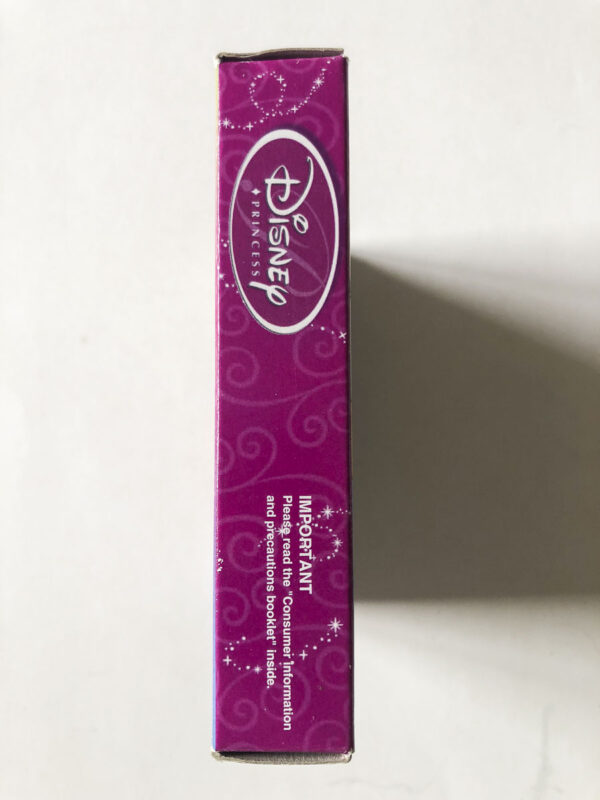 Disney
PRINCESS
IMPORTANT
Please read the "Consumer Information
and precautions booklet" inside.